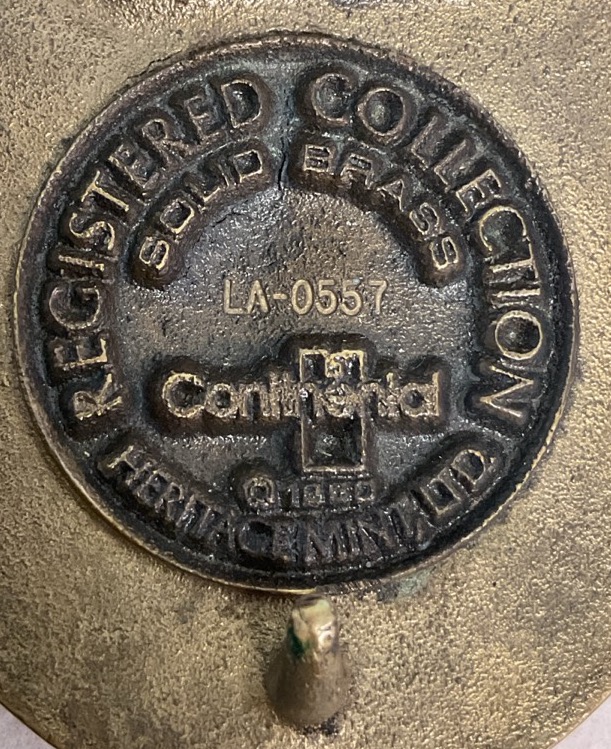 REGISTERED COLLECTION
SOLID BRASS
LA-0557
Continental
HERITAGE MINT, LTD.